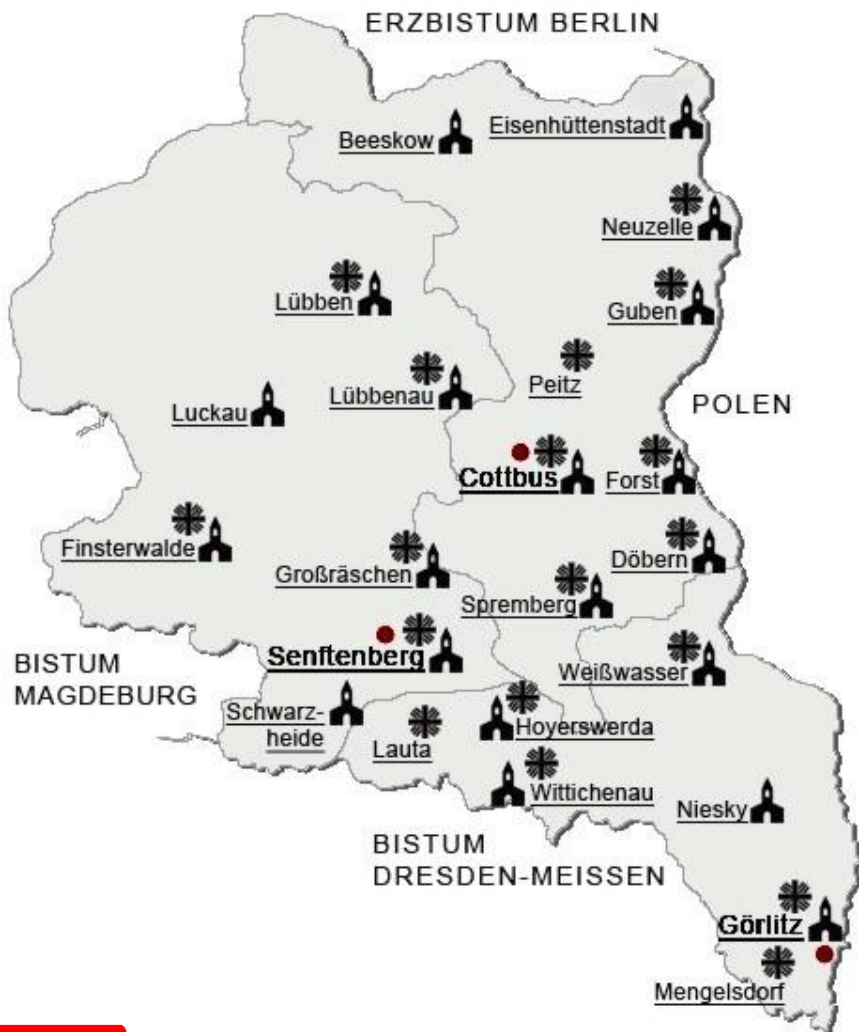 ERZBISTUM BERLIN
Beeskow
Eisenhüttenstadt
Neuzelle
Lübben
Guben
Lübbenau
Peitz
Luckau
POLEN
Cottbus
Forst
Finsterwalde
Großräschen
Döbern
Spremberg
Senftenberg
BISTUM
MAGDEBURG
Weißwasser
Schwarz-
heide
Lauta
Hoyerswerda
Wittichenau
Niesky
BISTUM
DRESDEN-MEISSEN
Görlitz
Mengelsdorf